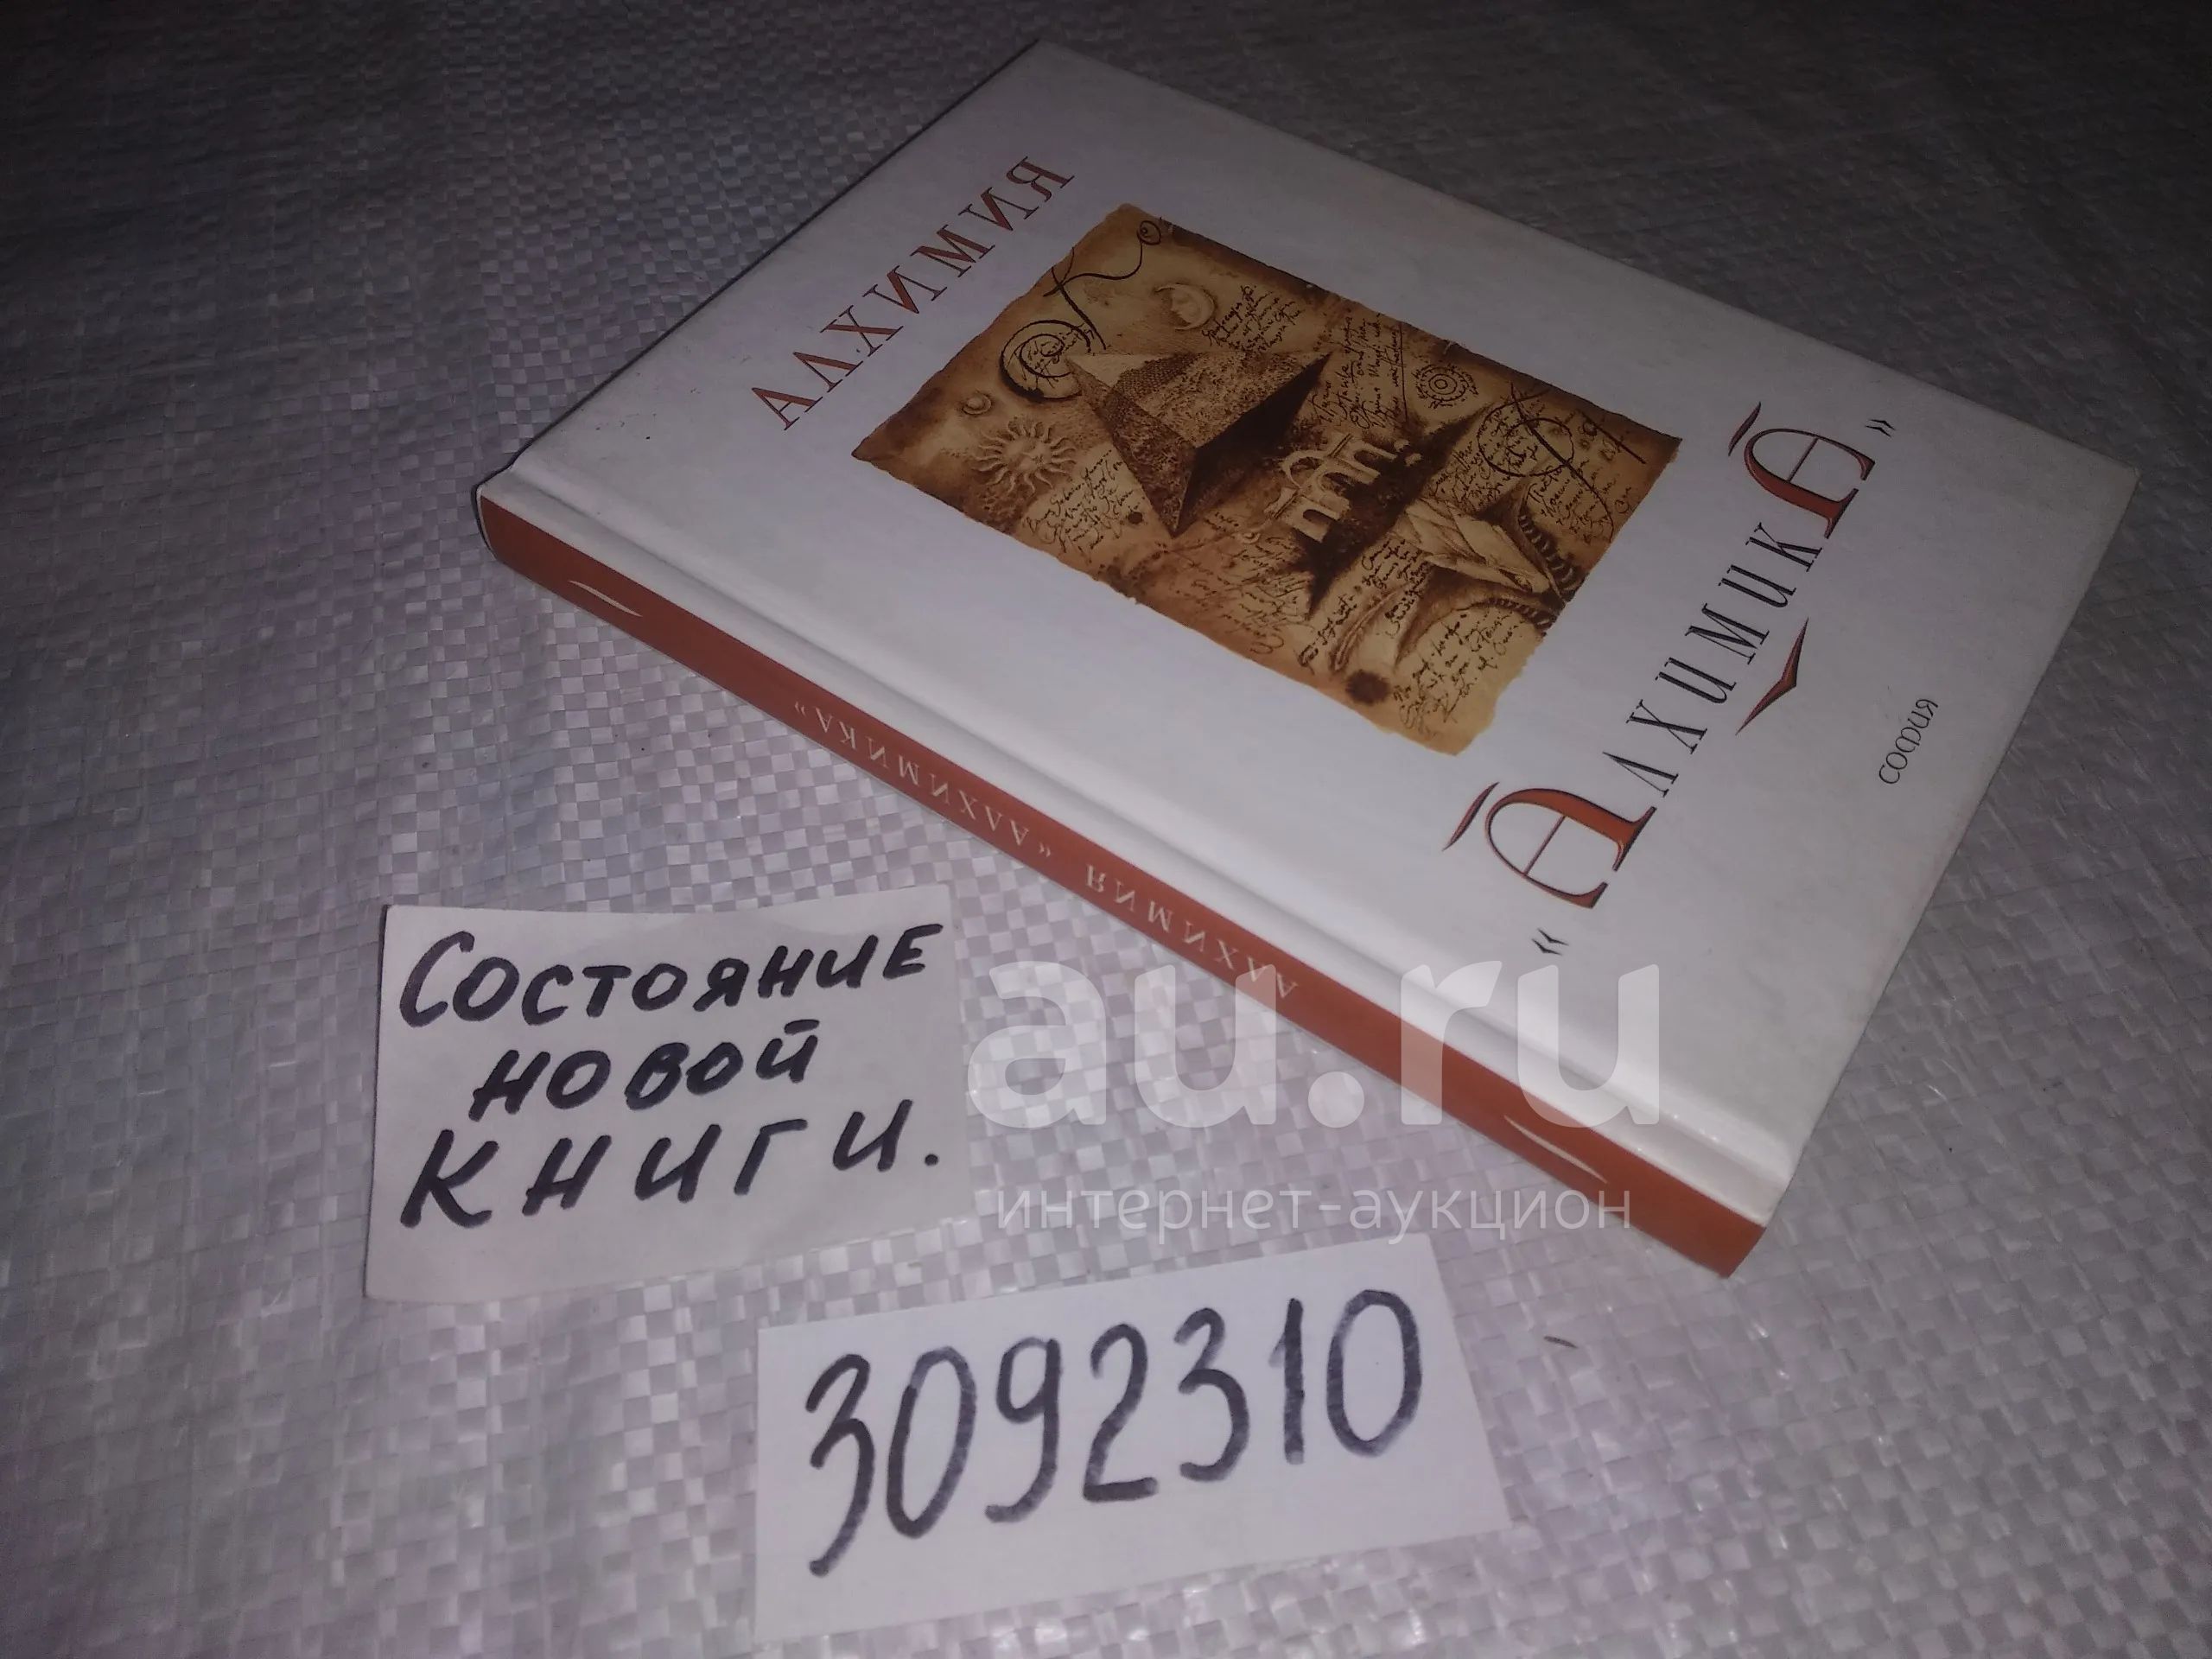 АЛХИМИЯ
"АЛХИМИКА"
СОФИЯ
АЛХИМИЯ "АЛХИМИКА"
СОСТОЯНИЕ
НОВОЙ
КНИГИ.
au.ru
интернет-аукцион
3092310